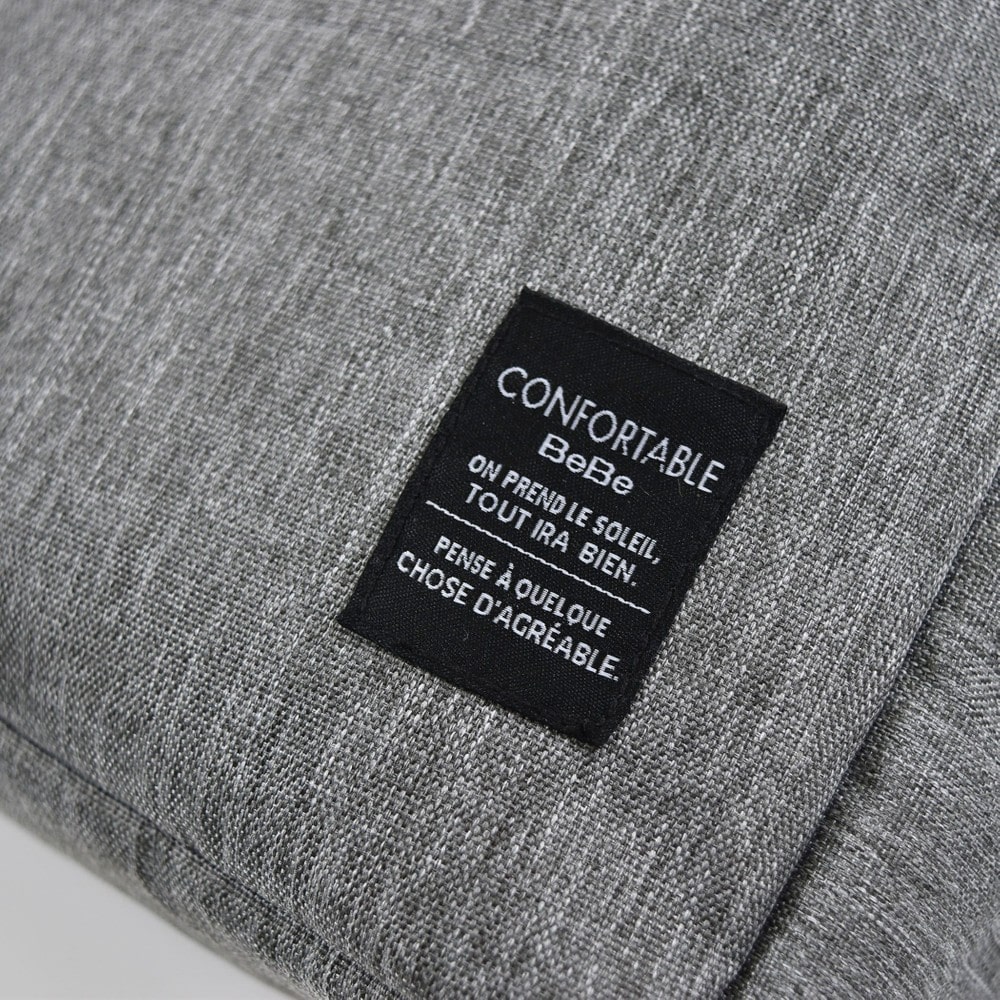 CONFORTABLE
BeBe
ON PREND LE SOLEIL,
TOUT IRA BIEN.
PENSE À QUELQUE
CHOSE D'AGRÉABLE.